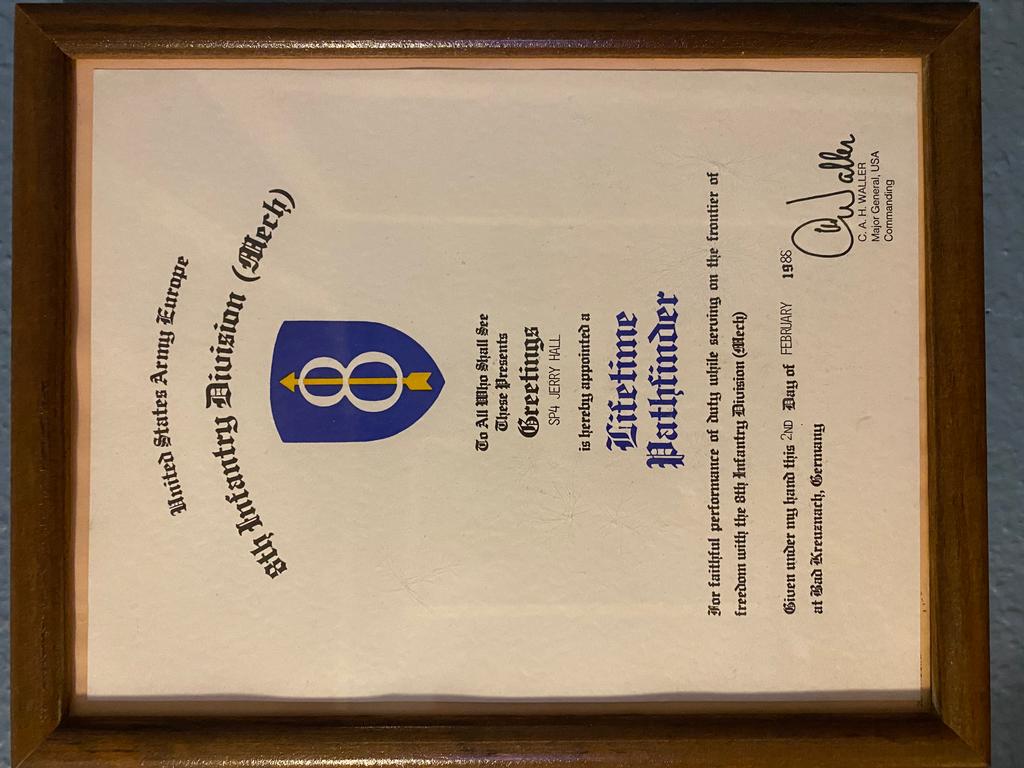 United States Army Europe
8th Infantry Division (Mech)
8
To All Who Shall See
These Presents
Greetings
SP4 JERRY HALL
is hereby appointed a
Lifetime
Pathfinder
For faithful performance of duty while serving on the frontier of
freedom with the 8th Infantry Division (Mech)
Given under my hand this 2ND Day of FEBRUARY 1986
at Bad Kreuznach, Germany
CAWaller
C. A. H. WALLER
Major General, USA
Commanding